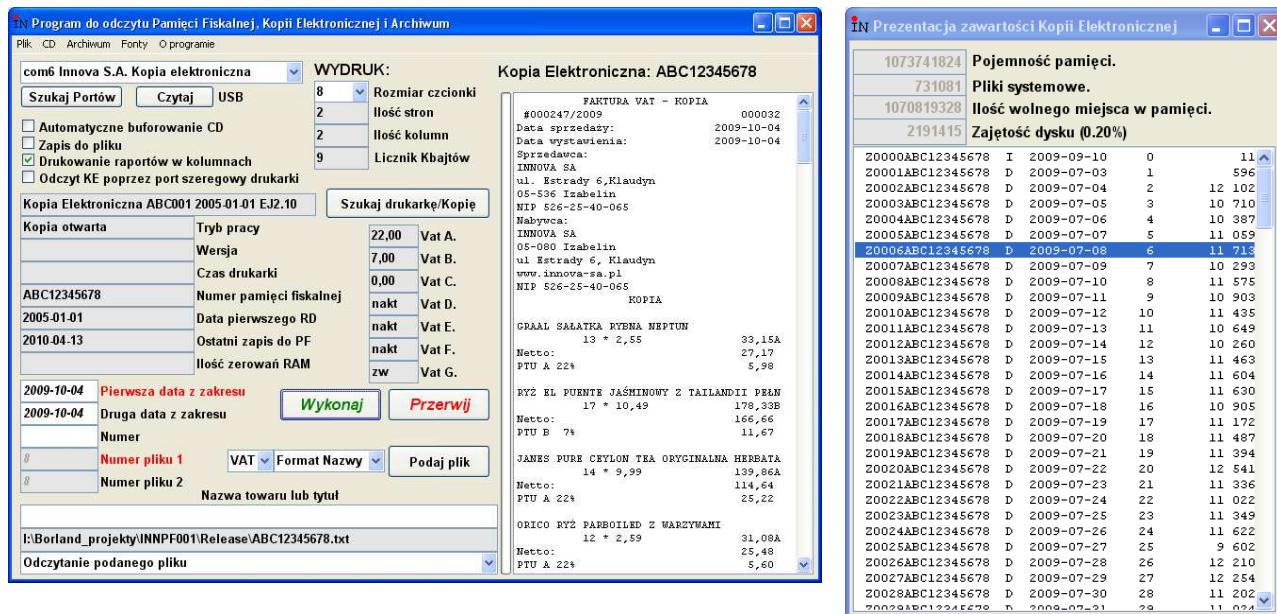 Program do odczytu Pamięci Fiskalnej, Kopii Elektronicznej i Archiwum
Plik CD Archiwum Fonty O programie
com6 Innova S.A. Kopia elektroniczna
Szukaj Portów Czytaj USB
Automatyczne buforowanie CD
Zapis do pliku
Drukowanie raportów w kolumnach
Odczyt KE poprzez port szeregowy drukarki
WYDRUK:
8 Rozmiar czcionki
2 Ilość stron
2 Ilość kolumn
9 Licznik Kbajtów
Kopia Elektroniczna ABC001 2005-01-01 EJ2.10
Szukaj drukarkę/Kopię
Kopia otwarta Tryb pracy
Wersja
Czas drukarki
ABC12345678 Numer pamięci fiskalnej
2005-01-01 Data pierwszego RD
2010-04-13 Ostatni zapis do PF
Ilość zerowań RAM
22,00 Vat A.
7,00 Vat B.
0,00 Vat C.
nakt Vat D.
nakt Vat E.
nakt Vat F.
zw Vat G.
2009-10-04 Pierwsza data z zakresu
2009-10-04 Druga data z zakresu
Numer
8 Numer pliku 1
8 Numer pliku 2
Wykonaj Przerwij
VAT Format Nazwy Podaj plik
Nazwa towaru lub tytuł
I:\Borland_projekty\INNPF001\Release\ABC12345678.txt
Odczytanie podanego pliku
Kopia Elektroniczna: ABC12345678
FAKTURA VAT - KOPIA
#000247/2009 000032
Data sprzedaży: 2009-10-04
Data wystawienia: 2009-10-04
Sprzedawca:
INNOVA SA
ul. Estrady 6,Klaudyn
05-536 Izabelin
NIP 526-25-40-065
Nabywca:
INNOVA SA
05-080 Izabelin
ul Estrady 6, Klaudyn
www.innova-sa.pl
NIP 526-25-40-065
KOPIA
GRAAL SAŁATKA RYBNA NEPTUN
13 * 2,55 33,15A
Netto: 27,17
PTU A 22% 5,98
RYŻ EL PUENTE JAŚMINOWY Z TAILANDII PEŁN
17 * 10,49 178,33B
Netto: 166,66
PTU B 7% 11,67
JANES PURE CEYLON TEA ORYGINALNA HERBATA
14 * 9,99 139,86A
Netto: 114,64
PTU A 22% 25,22
ORICO RYŻ PARBOILED Z WARZYWAMI
12 * 2,59 31,08A
Netto: 25,48
PTU A 22% 5,60
IN Prezentacja zawartości Kopii Elektronicznej
1073741824 Pojemność pamięci.
731081 Pliki systemowe.
1070819328 Ilość wolnego miejsca w pamięci.
2191415 Zajętość dysku (0.20%)
Z0000ABC12345678 I 2009-09-10 0 11
Z0001ABC12345678 D 2009-07-03 1 596
Z0002ABC12345678 D 2009-07-04 2 12 102
Z0003ABC12345678 D 2009-07-05 3 10 710
Z0004ABC12345678 D 2009-07-06 4 10 387
Z0005ABC12345678 D 2009-07-07 5 11 059
Z0006ABC12345678 D 2009-07-08 6 11 713
Z0007ABC12345678 D 2009-07-09 7 10 293
Z0008ABC12345678 D 2009-07-10 8 11 575
Z0009ABC12345678 D 2009-07-11 9 10 903
Z0010ABC12345678 D 2009-07-12 10 11 435
Z0011ABC12345678 D 2009-07-13 11 10 649
Z0012ABC12345678 D 2009-07-14 12 10 260
Z0013ABC12345678 D 2009-07-15 13 11 463
Z0014ABC12345678 D 2009-07-16 14 11 604
Z0015ABC12345678 D 2009-07-17 15 11 630
Z0016ABC12345678 D 2009-07-18 16 10 905
Z0017ABC12345678 D 2009-07-19 17 11 172
Z0018ABC12345678 D 2009-07-20 18 11 487
Z0019ABC12345678 D 2009-07-21 19 11 394
Z0020ABC12345678 D 2009-07-22 20 12 541
Z0021ABC12345678 D 2009-07-23 21 11 336
Z0022ABC12345678 D 2009-07-24 22 11 022
Z0023ABC12345678 D 2009-07-25 23 11 349
Z0024ABC12345678 D 2009-07-26 24 11 622
Z0025ABC12345678 D 2009-07-27 25 9 602
Z0026ABC12345678 D 2009-07-28 26 12 210
Z0027ABC12345678 D 2009-07-29 27 12 254
Z0028ABC12345678 D 2009-07-30 28 11 202
Z0029ABC12345678 D 2009-07-31 29 11 024